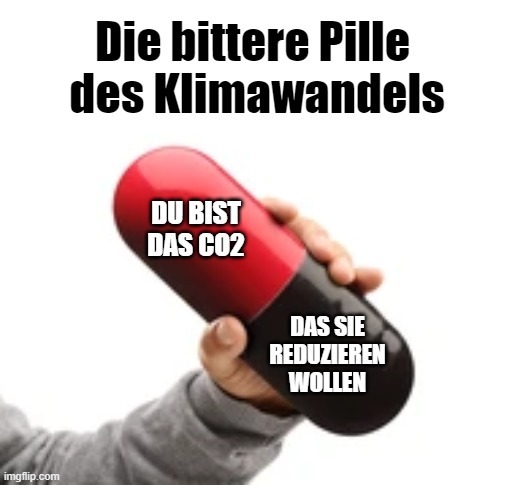 Die bittere Pille
des Klimawandels
DU BIST
DAS CO2
DAS SIE
REDUZIEREN
WOLLEN
imgflip.com